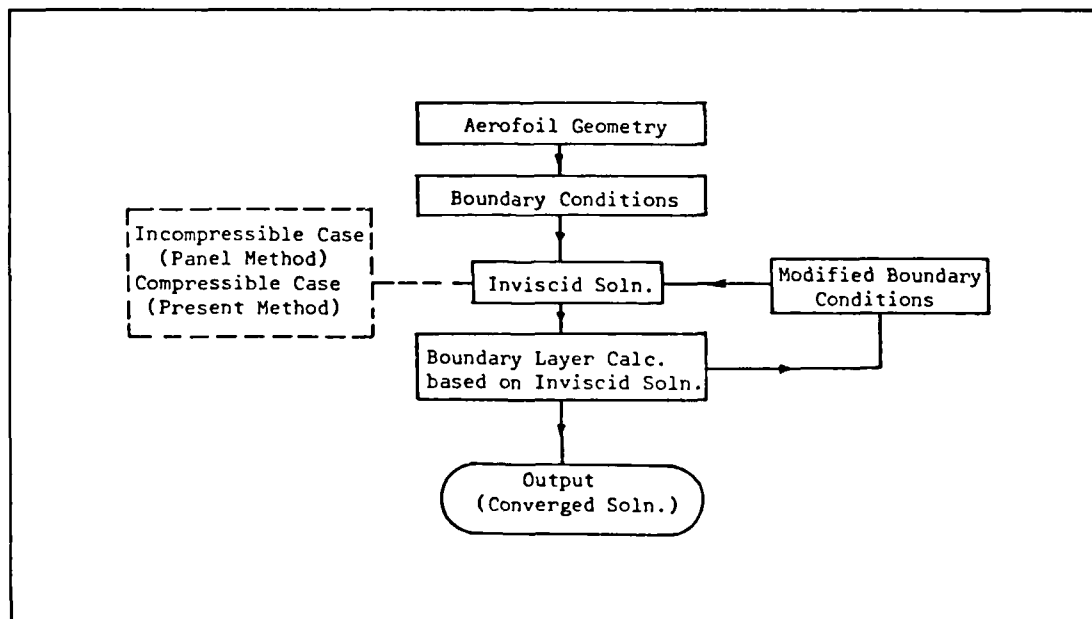 Aerofoil Geometry
Boundary Conditions
Incompressible Case
(Panel Method)
Compressible Case
(Present Method)
Inviscid Soln.
Modified Boundary
Conditions
Boundary Layer Calc.
based on Inviscid Soln.
Output
(Converged Soln.)